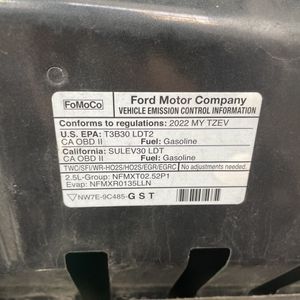 FoMoCo
Ford Motor Company
VEHICLE EMISSION CONTROL INFORMATION
Conforms to regulations: 2022 MY TZEV
U.S. EPA: T3B30 LDT2
CA OBD II Fuel: Gasoline
California: SULEV30 LDT
CA OBD II Fuel: Gasoline
TWC/SFI/WR-HO2S/HO2S/EGR/EGRC No adjustments needed.
2.5L-Group: NFMXT02.52P1
Evap: NFMXR0135LLN
NW7E-9C485-GST